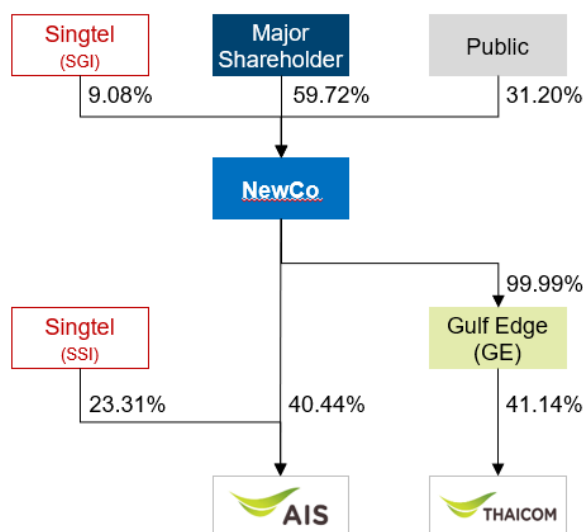 Singtel
(SGI)
Major
Shareholder
Public
9.08%
59.72%
31.20%
NewCo
99.99%
Singtel
(SSI)
Gulf Edge
(GE)
23.31%
40.44%
41.14%
AIS
THAICOM